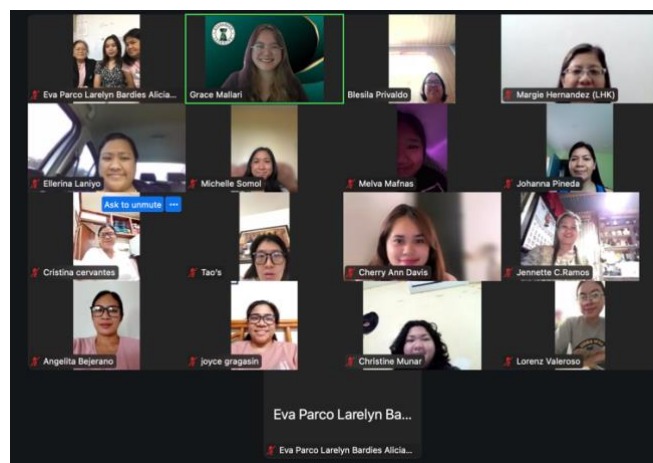 Eva Parco Larelyn Bardies Alicia...
Grace Mallari
Blesila Privaldo
Margie Hernandez (LHK)
Ellerina Laniyo
Michelle Somol
Melva Mafnas
Johanna Pineda
Ask to unmute
Cristina cervantes
Tao's
Cherry Ann Davis
Jennette C.Ramos
Angelita Bejerano
joyce gragasin
Christine Munar
Lorenz Valeroso
Eva Parco Larelyn Ba...
Eva Parco Larelyn Bardies Alicia...